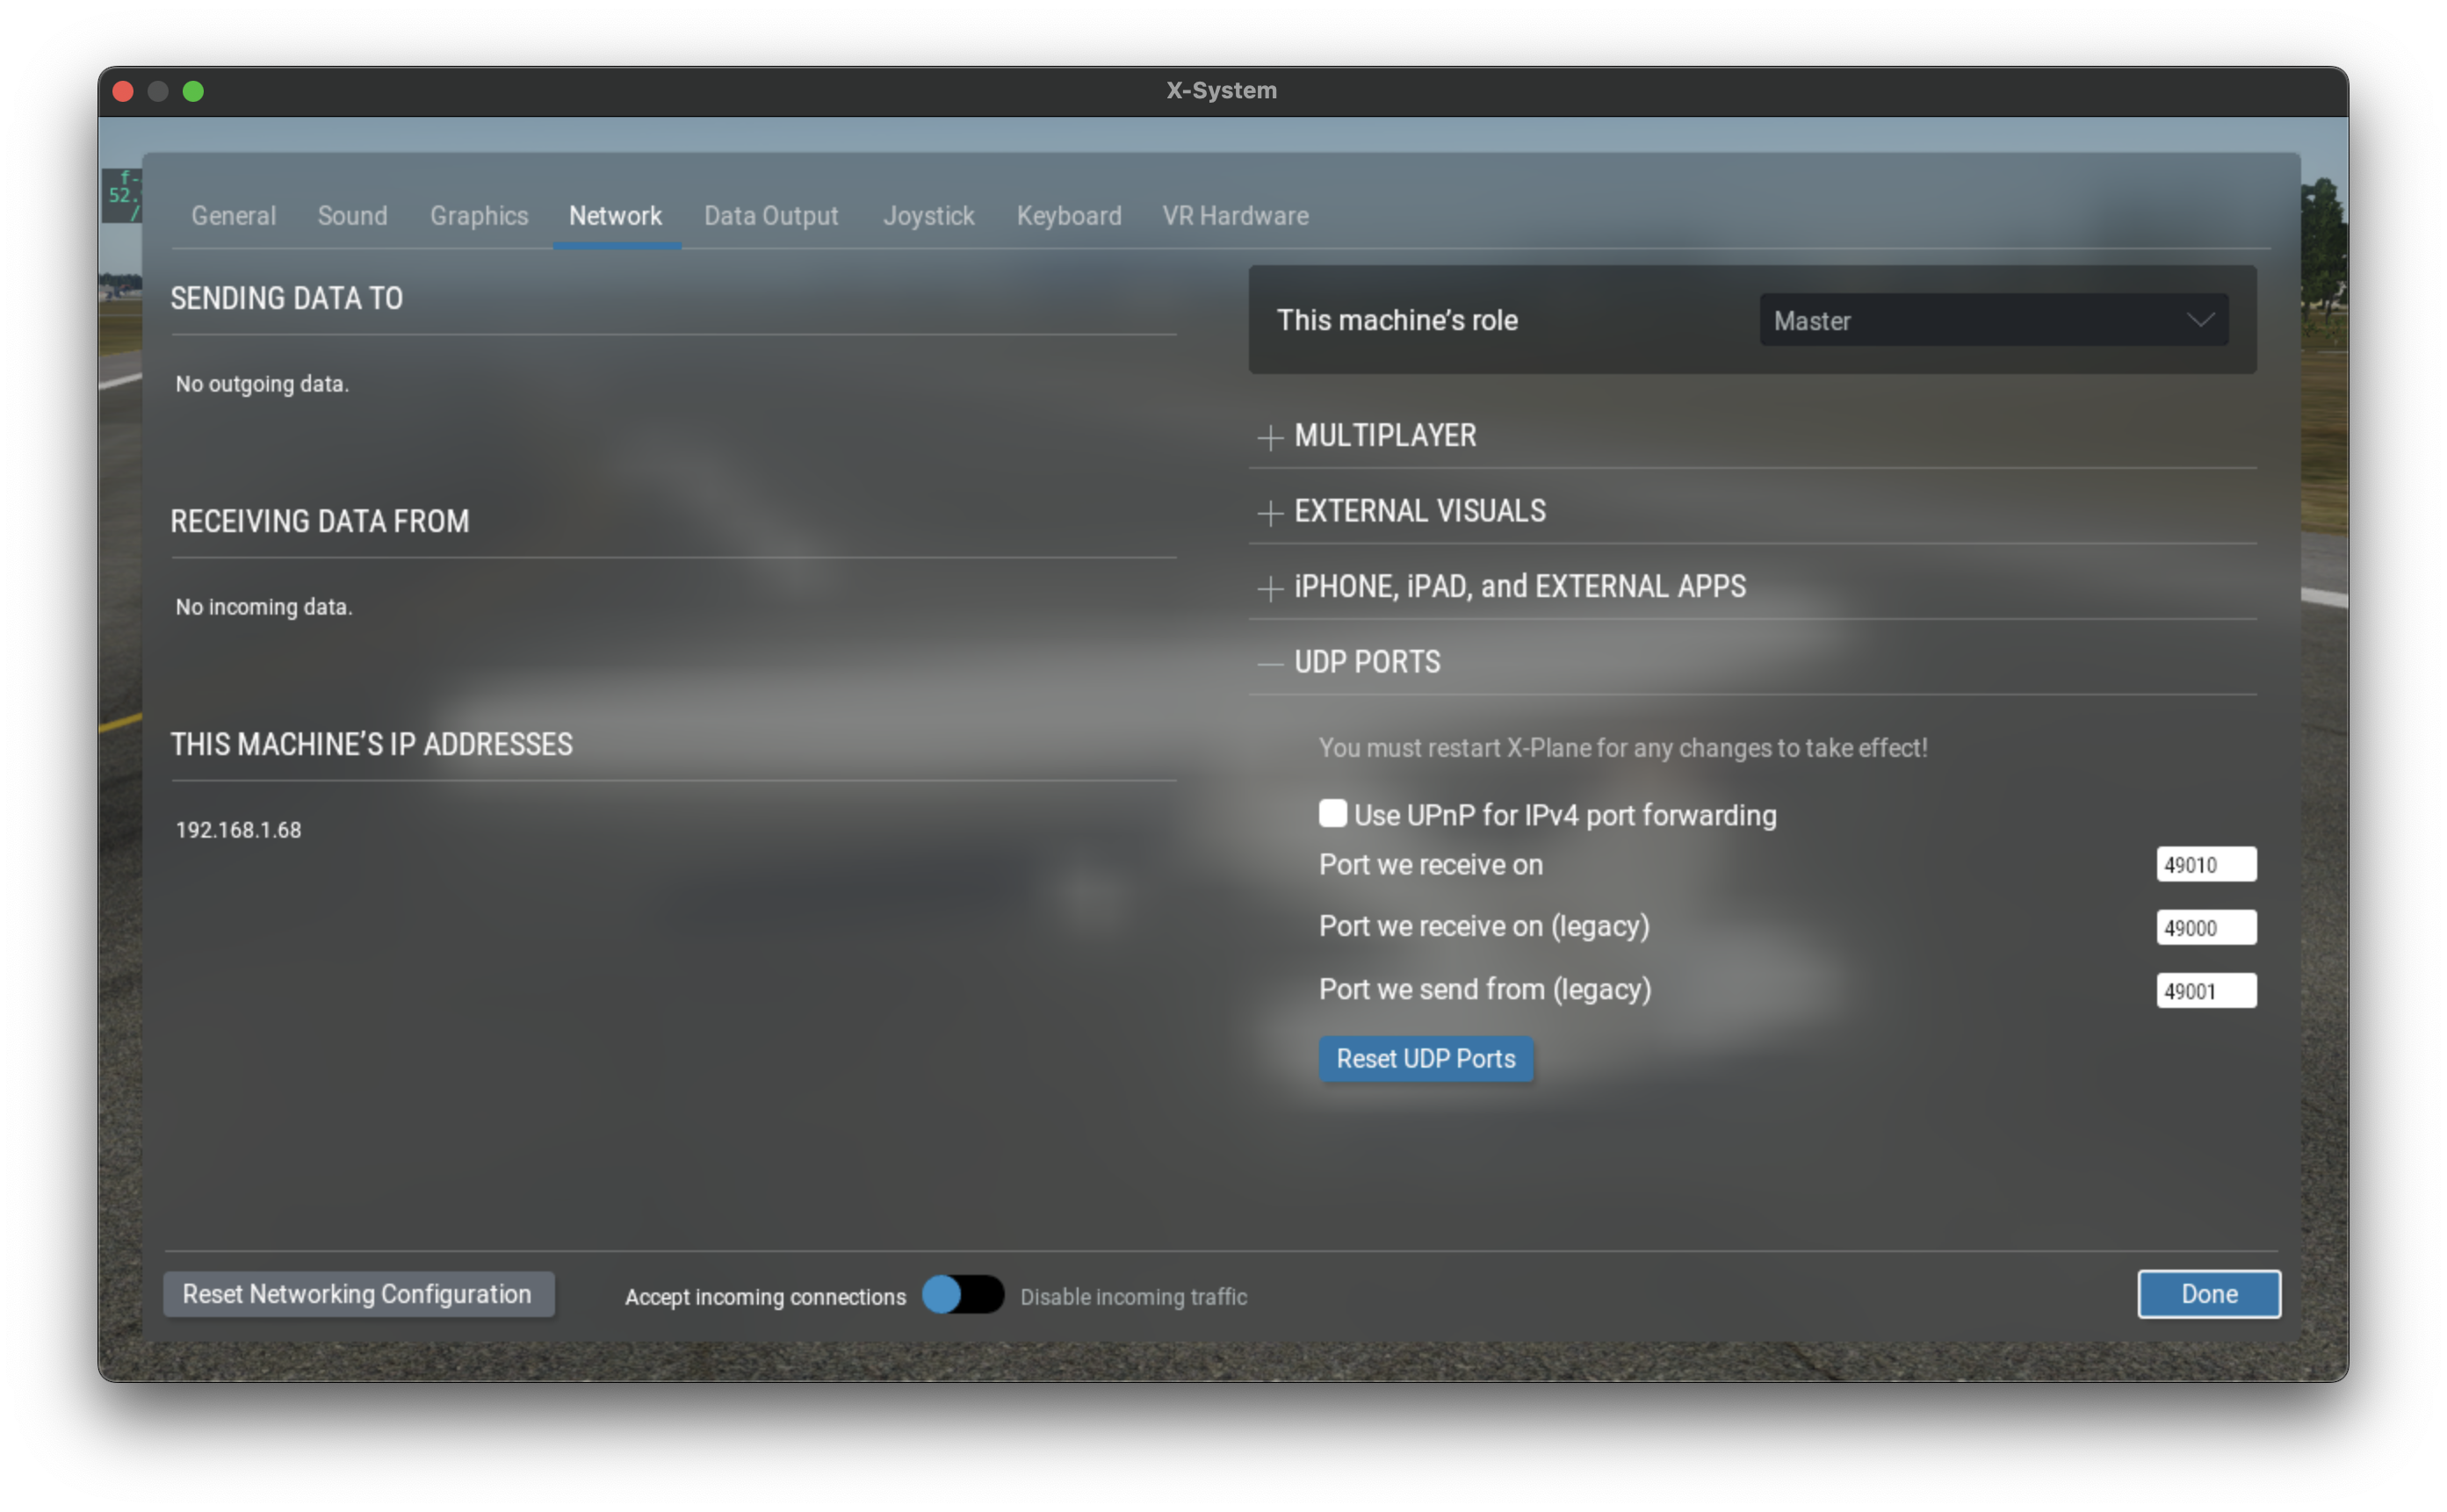 X-System
f-
52.
/
General Sound Graphics Network Data Output Joystick Keyboard VR Hardware
SENDING DATA TO
No outgoing data.
RECEIVING DATA FROM
No incoming data.
THIS MACHINE’S IP ADDRESSES
192.168.1.68
This machine’s role Master
MULTIPLAYER
EXTERNAL VISUALS
iPHONE, iPAD, and EXTERNAL APPS
UDP PORTS
You must restart X-Plane for any changes to take effect!
Use UPnP for IPv4 port forwarding
Port we receive on 49010
Port we receive on (legacy) 49000
Port we send from (legacy) 49001
Reset UDP Ports
Reset Networking Configuration Accept incoming connections Disable incoming traffic Done